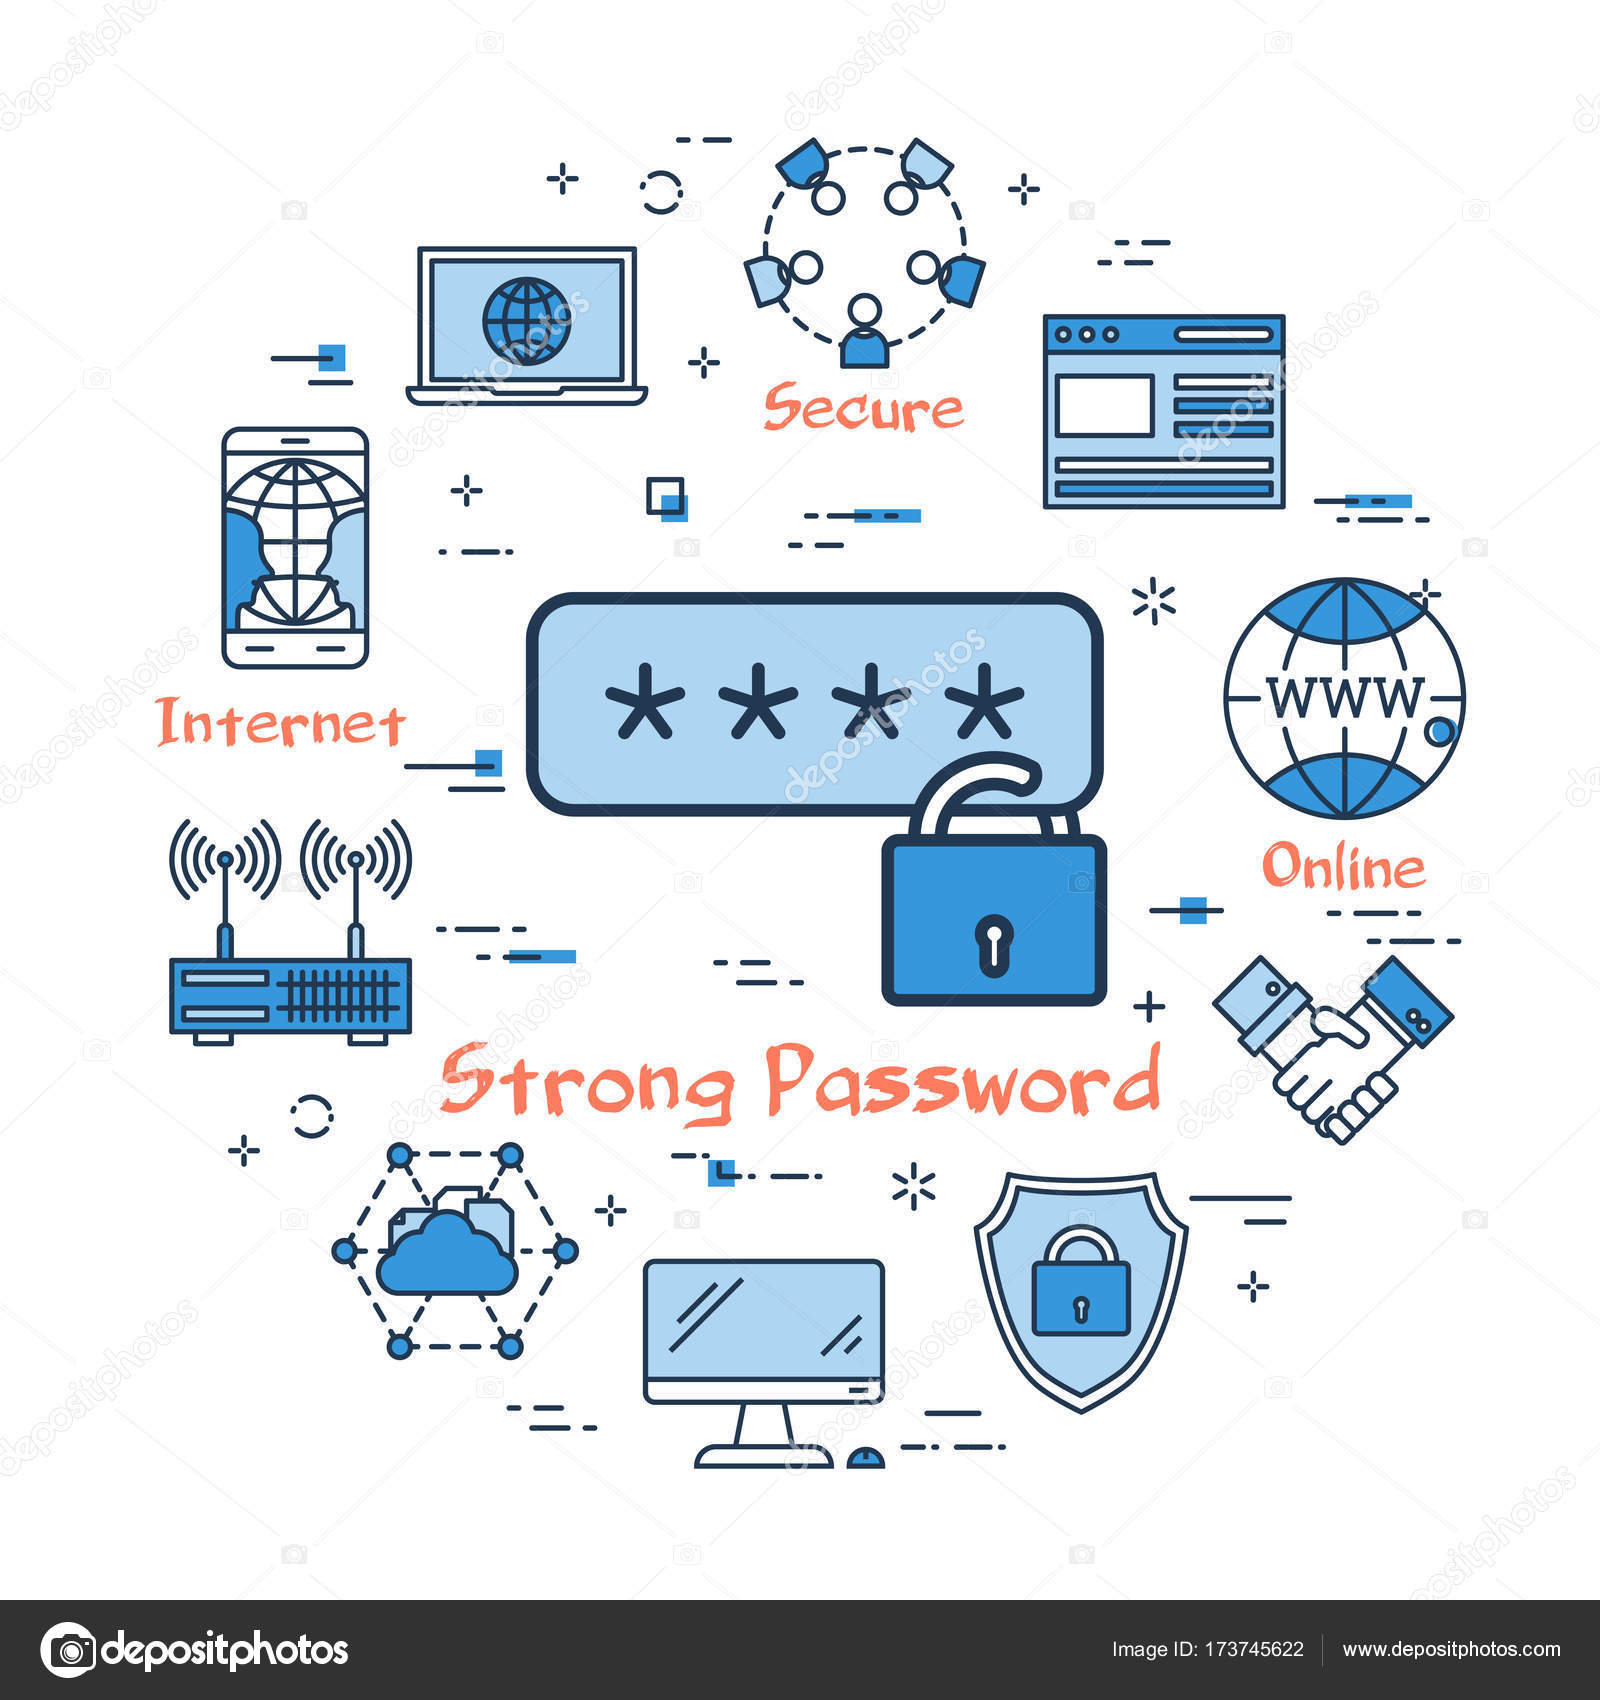 Secure
Internet
* * * *
WWW
Online
Strong Password
depositphotos
Image ID: 173745622
www.depositphotos.com